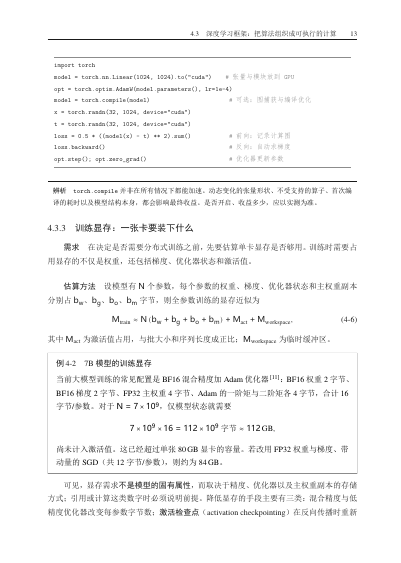 4.3 深度学习框架：把算法组织成可执行的计算 13
import torch
model = torch.nn.Linear(1024, 1024).to("cuda") # 张量与模块放到 GPU
opt = torch.optim.AdamW(model.parameters(), lr=1e-4)
model = torch.compile(model) # 可选：图捕获与编译优化
x = torch.randn(32, 1024, device="cuda")
t = torch.randn(32, 1024, device="cuda")
loss = 0.5 * ((model(x) - t) ** 2).sum() # 前向：记录计算图
loss.backward() # 反向：自动求梯度
opt.step(); opt.zero_grad() # 优化器更新参数
辨析 torch.compile 并非在所有情况下都能加速。动态变化的张量形状、不受支持的算子、首次编
译的耗时以及模型结构本身，都会影响最终收益。是否开启、收益多少，应以实测为准。
4.3.3 训练显存：一张卡要装下什么
需求 在决定是否需要分布式训练之前，先要估算单卡显存是否够用。训练时需要占
用显存的不仅是权重，还包括梯度、优化器状态和激活值。
估算方法 设模型有 N 个参数，每个参数的权重、梯度、优化器状态和主权重副本
分别占 bw、bg、bo、bm 字节，则全参数训练的显存近似为
Mtrain ≈ N (bw + bg + bo + bm) + Mact + Mworkspace, (4-6)
其中 Mact 为激活值占用，与批大小和序列长度成正比；Mworkspace 为临时缓冲区。
例 4-2 7B 模型的训练显存
当前大模型训练的常见配置是 BF16 混合精度加 Adam 优化器 [11]：BF16 权重 2 字节、
BF16 梯度 2 字节、FP32 主权重 4 字节、Adam 的一阶矩与二阶矩各 4 字节，合计 16
字节/参数。对于 N = 7 × 10⁹，仅模型状态就需要
7 × 10⁹ × 16 = 112 × 10⁹ 字节 ≈ 112 GB,
尚未计入激活值。这已经超过单张 80 GB 显卡的容量。若改用 FP32 权重与梯度、带
动量的 SGD（共 12 字节/参数），则约为 84 GB。
可见，显存需求不是模型的固有属性，而取决于精度、优化器以及主权重副本的存储
方式；引用或计算这类数字时必须说明前提。降低显存的手段主要有三类：混合精度与低
精度优化器改变每参数字节数；激活检查点（activation checkpointing）在反向传播时重新